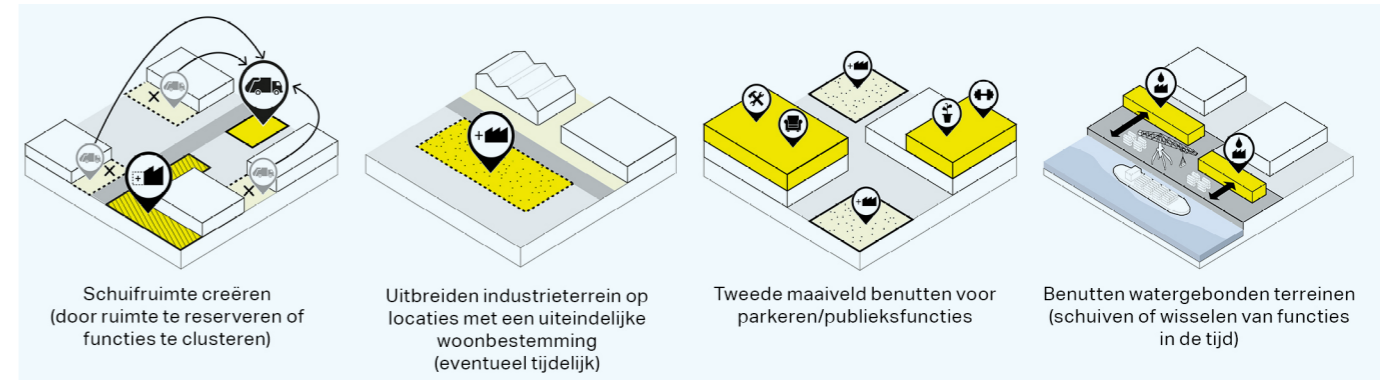 Schuifruimte creëren
(door ruimte te reserveren of
functies te clusteren)
Uitbreiden industrieterrein op
locaties met een uiteindelijke
woonbestemming
(eventueel tijdelijk)
Tweede maaiveld benutten voor
parkeren/publieksfuncties
Benutten watergebonden terreinen
(schuiven of wisselen van functies
in de tijd)